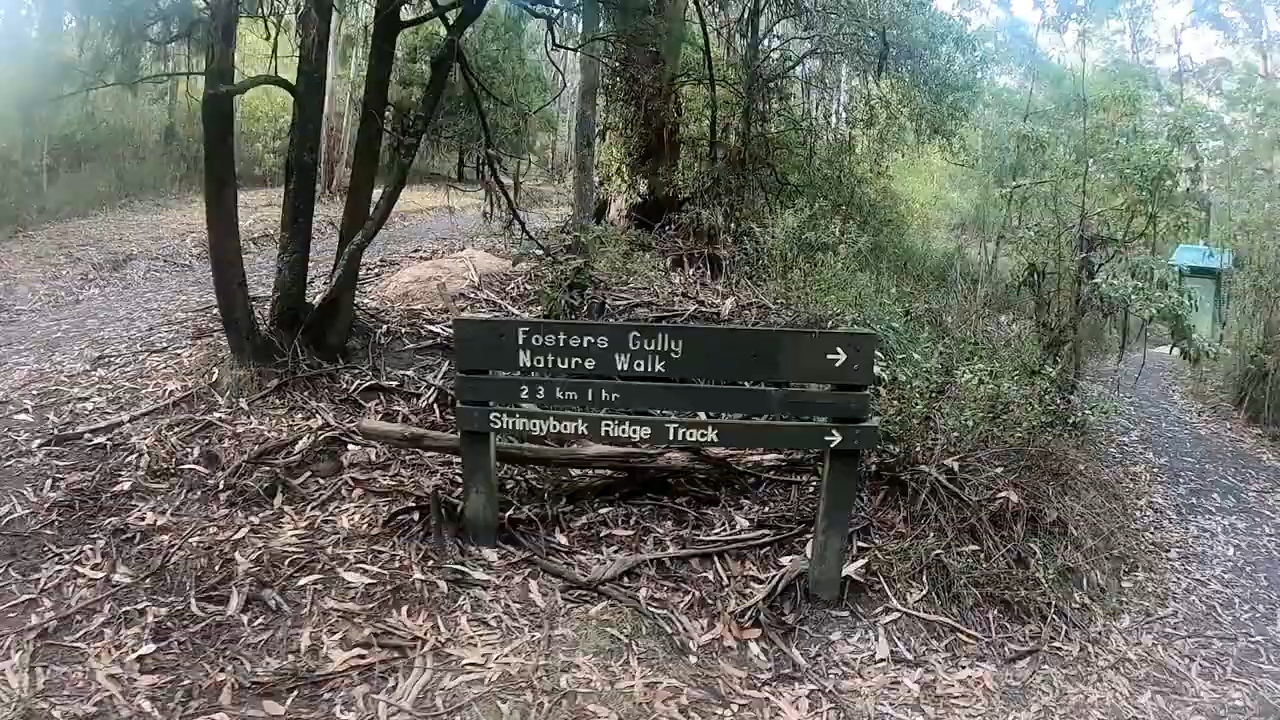 Fosters Gully
Nature Walk →
2 3 km 1 hr
Stringybark Ridge Track →